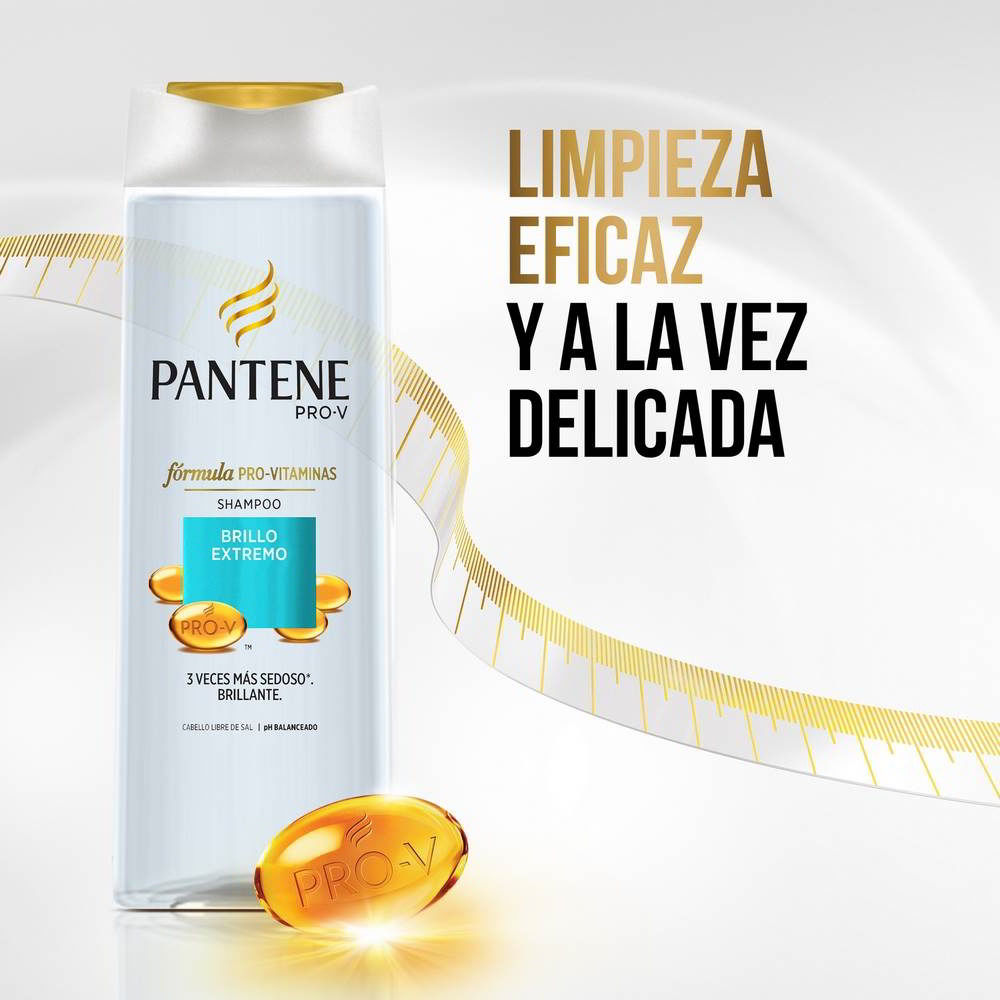 LIMPIEZA
EFICAZ
Y A LA VEZ
DELICADA
PANTENE
PRO-V
fórmula PRO-VITAMINAS
SHAMPOO
BRILLO
EXTREMO
PRO-V
TM
3 VECES MÁS SEDOSO*.
BRILLANTE.
CABELLO LIBRE DE SAL | pH BALANCEADO
PRO-V